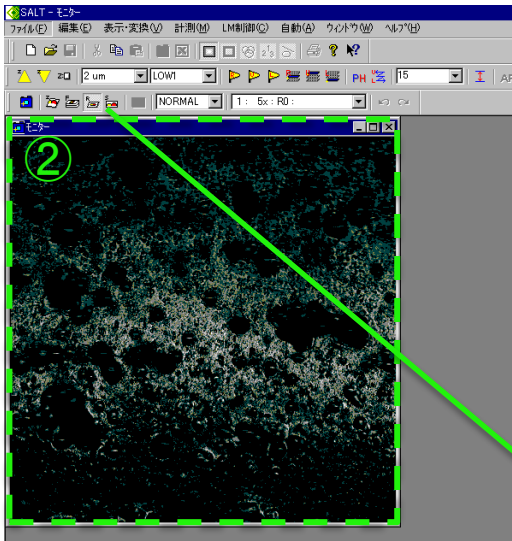 SALT - モニター
ファイル(F) 編集(E) 表示・変換(V) 計測(M) LM制御(C) 自動(A) ウィンドウ(W) ヘルプ(H)
2 um LOW1 PH 15
NORMAL 1: 5x: R0:
モニター
②